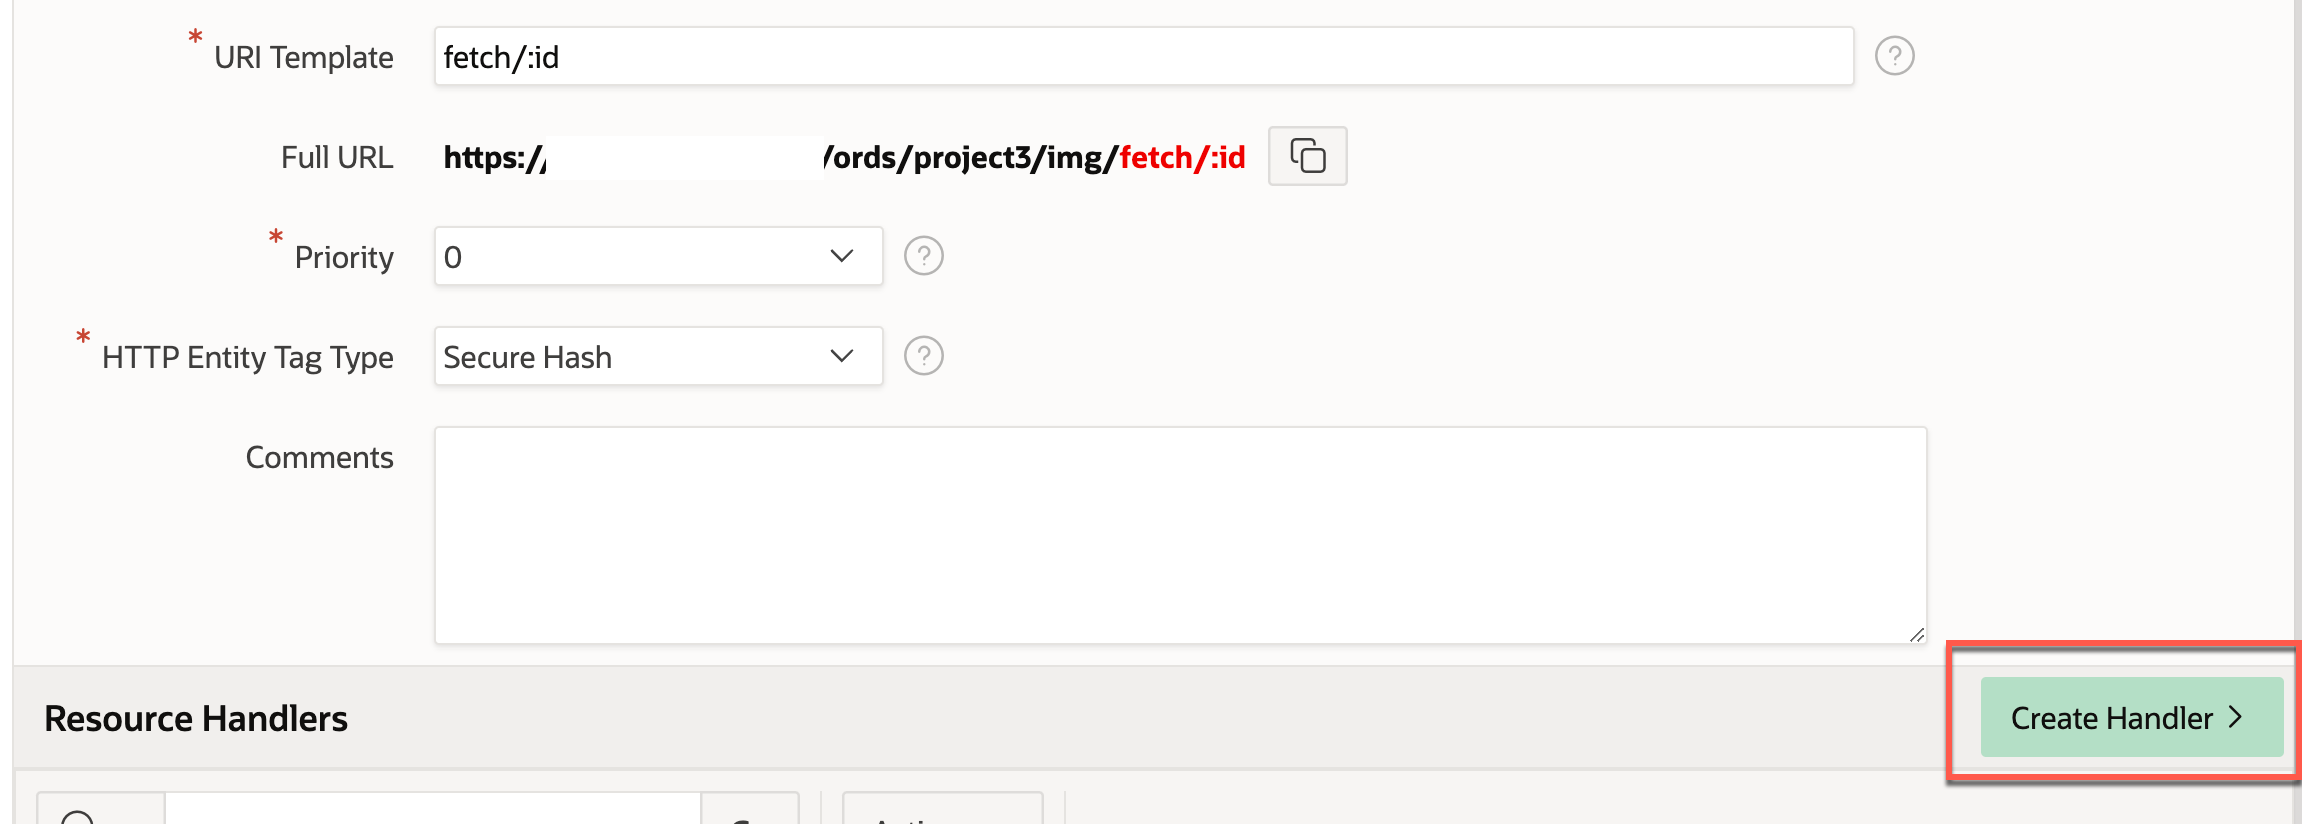 * URI Template fetch/:id ?
Full URL https:// /ords/project3/img/fetch/:id
* Priority 0 ?
* HTTP Entity Tag Type Secure Hash ?
Comments
Resource Handlers Create Handler >